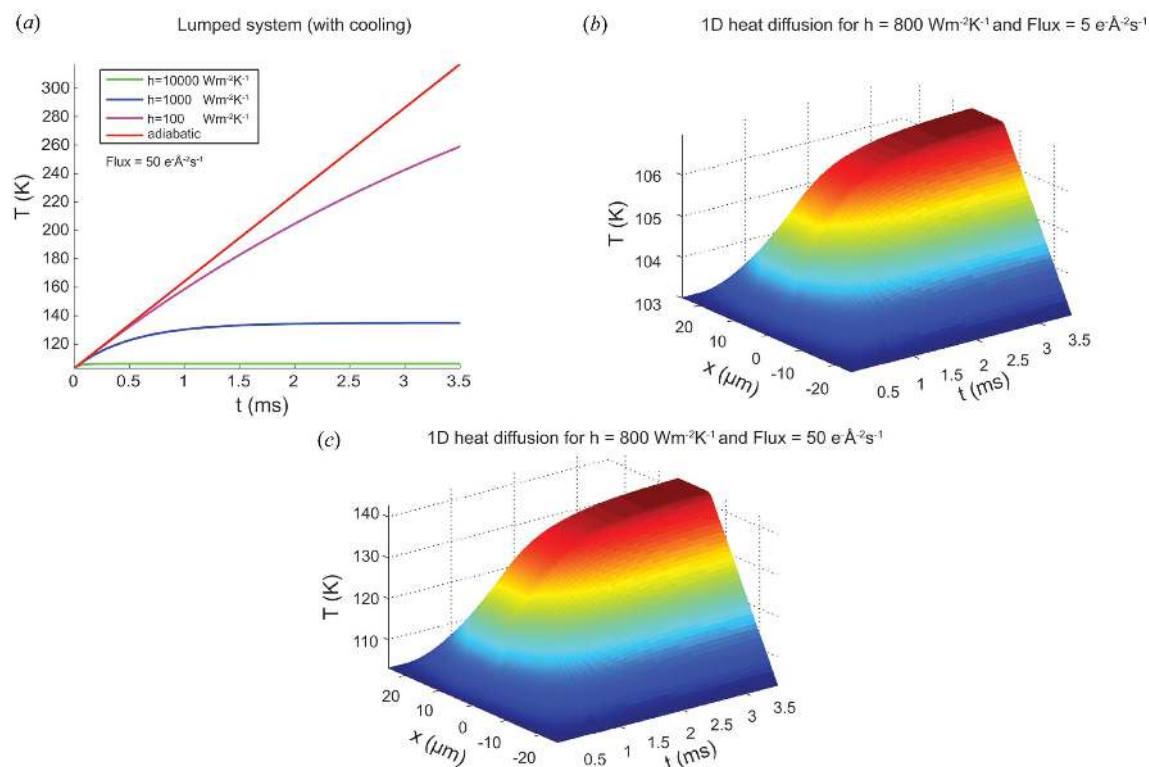 (a) Lumped system (with cooling)
T (K)
300
280
260
240
220
200
180
160
140
120
h=10000 Wm⁻²K⁻¹
h=1000 Wm⁻²K⁻¹
h=100 Wm⁻²K⁻¹
adiabatic
Flux = 50 e⁻Å⁻²s⁻¹
0 0.5 1 1.5 2 2.5 3 3.5
t (ms)
(b) 1D heat diffusion for h = 800 Wm⁻²K⁻¹ and Flux = 5 e⁻Å⁻²s⁻¹
T (K)
106
105
104
103
20 10 0 -10 -20
x (µm)
0.5 1 1.5 2 2.5 3 3.5
t (ms)
(c) 1D heat diffusion for h = 800 Wm⁻²K⁻¹ and Flux = 50 e⁻Å⁻²s⁻¹
T (K)
140
130
120
110
20 10 0 -10 -20
x (µm)
0.5 1 1.5 2 2.5 3 3.5
t (ms)